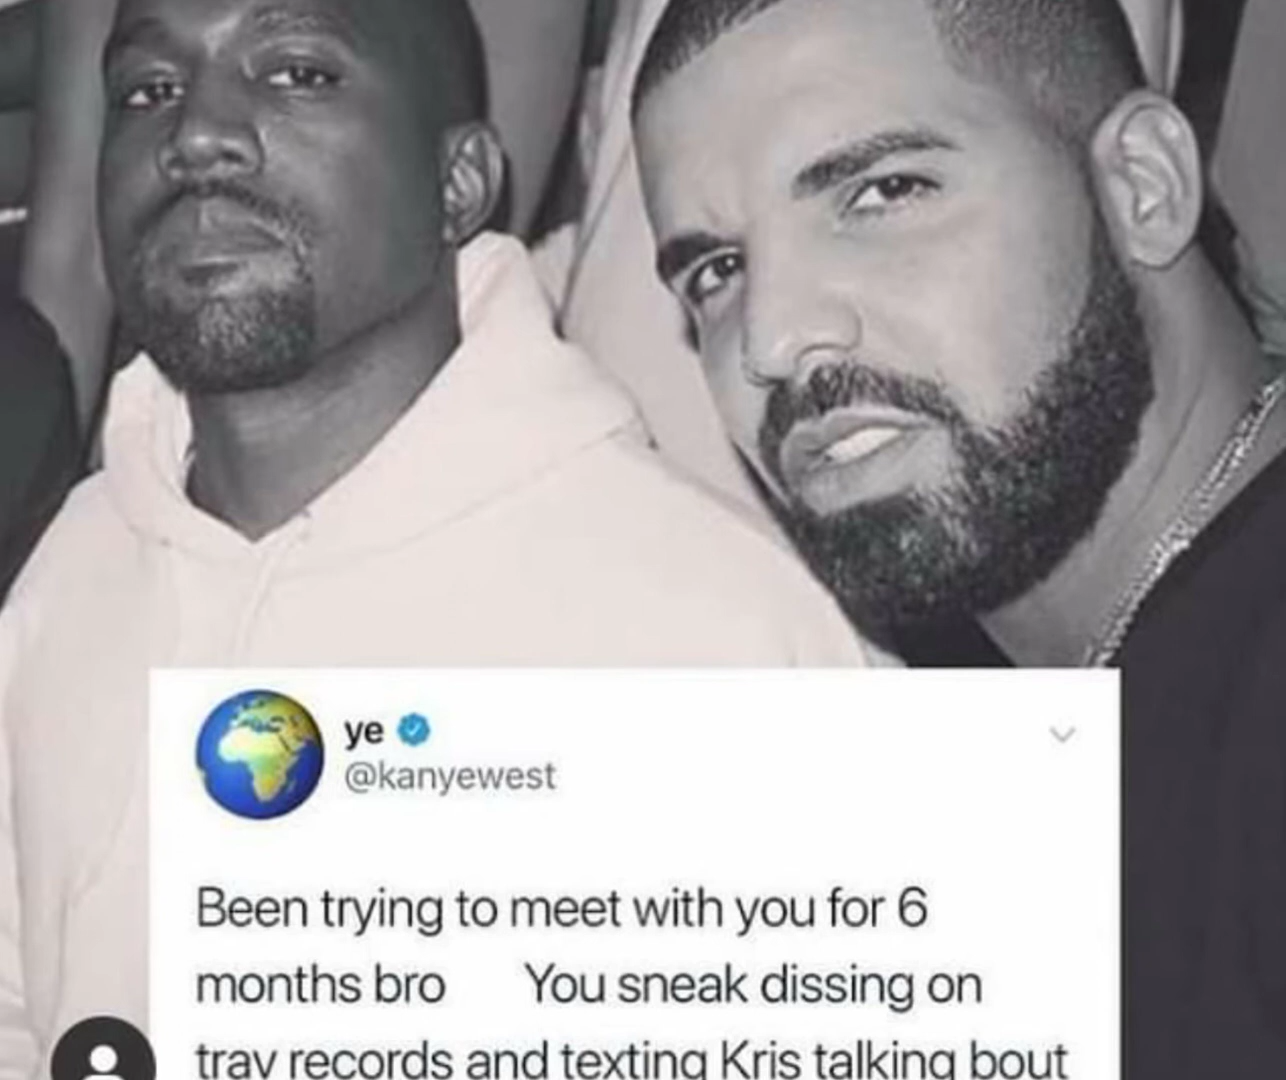 ye
@kanyewest
Been trying to meet with you for 6
months bro You sneak dissing on
trav records and texting Kris talking bout